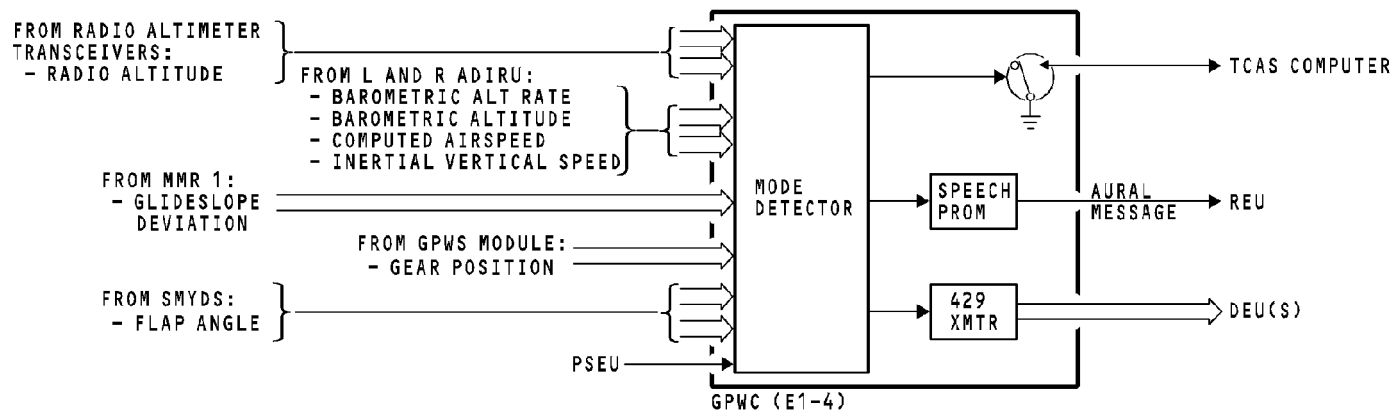 FROM RADIO ALTIMETER
TRANSCEIVERS:
- RADIO ALTITUDE
FROM L AND R ADIRU:
- BAROMETRIC ALT RATE
- BAROMETRIC ALTITUDE
- COMPUTED AIRSPEED
- INERTIAL VERTICAL SPEED
FROM MMR 1:
- GLIDESLOPE
DEVIATION
FROM GPWS MODULE:
- GEAR POSITION
FROM SMYDS:
- FLAP ANGLE
PSEU
MODE
DETECTOR
SPEECH
PROM
429
XMTR
AURAL
MESSAGE
TCAS COMPUTER
REU
DEU(S)
GPWC (E1-4)